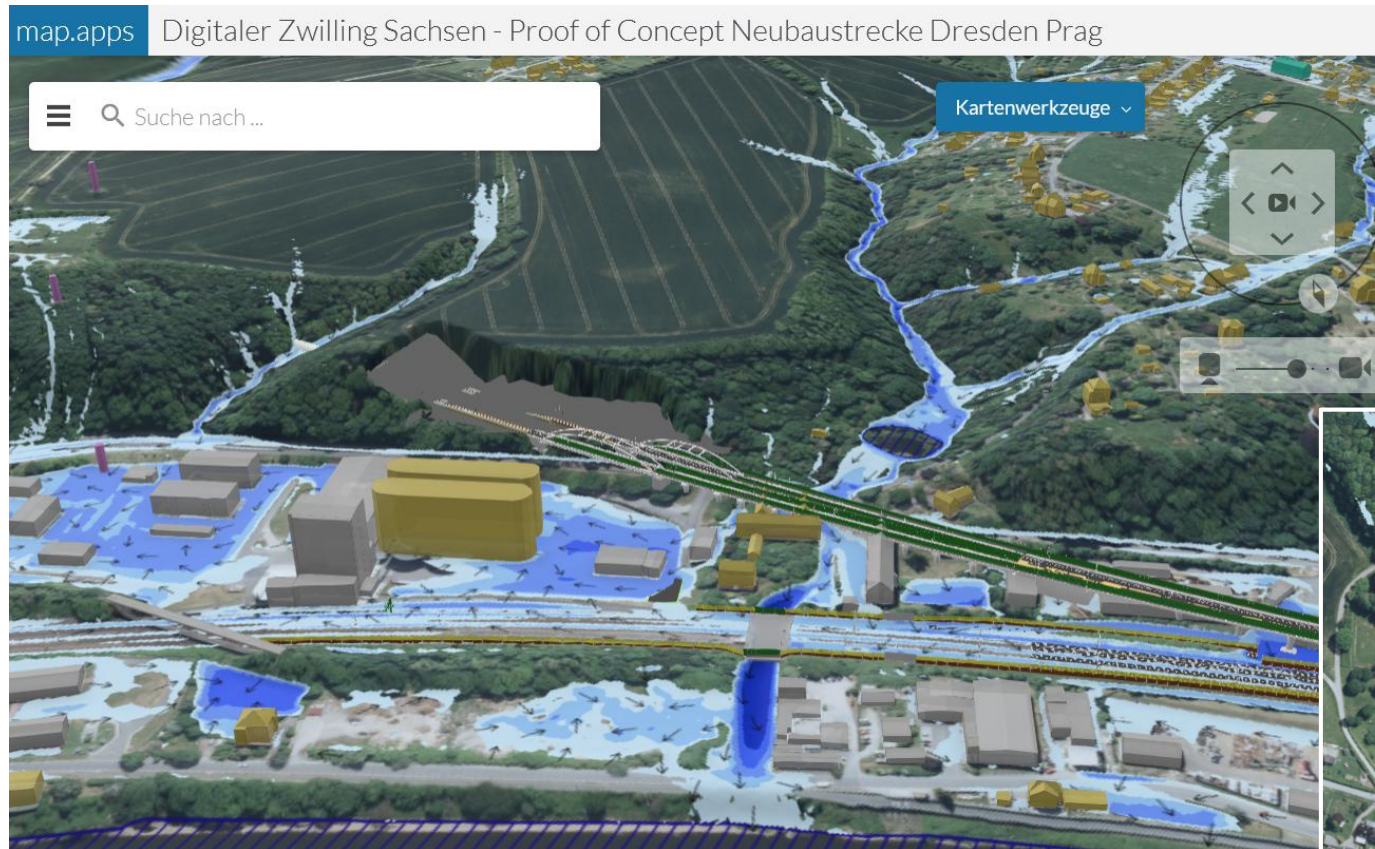 map.apps Digitaler Zwilling Sachsen - Proof of Concept Neubaustrecke Dresden Prag
Suche nach ...
Kartenwerkzeuge